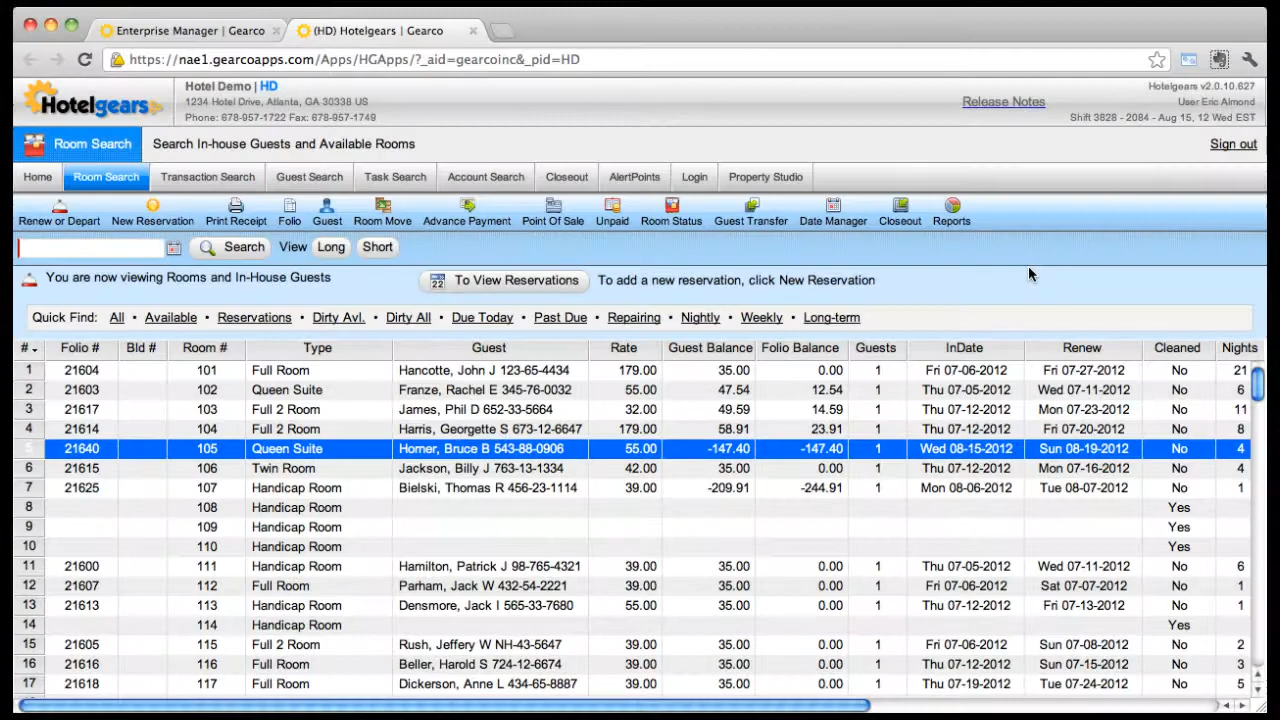 Enterprise Manager | Gearco
(HD) Hotelgears | Gearco
https://nae1.gearcoapps.com/Apps/HGApps/?_aid=gearcoinc&_pid=HD
Hotelgears
Hotel Demo | HD
1234 Hotel Drive, Atlanta, GA 30338 US
Phone: 678-957-1722 Fax: 678-957-1749
Release Notes
Hotelgears v2.0.10.627
User Eric Almond
Shift 3828 - 2084 - Aug 15, 12 Wed EST
Room Search Search In-house Guests and Available Rooms Sign out
Home Room Search Transaction Search Guest Search Task Search Account Search Closeout AlertPoints Login Property Studio
Renew or Depart New Reservation Print Receipt Folio Guest Room Move Advance Payment Point Of Sale Unpaid Room Status Guest Transfer Date Manager Closeout Reports
Search View Long Short
You are now viewing Rooms and In-House Guests 22 To View Reservations To add a new reservation, click New Reservation
Quick Find: All • Available • Reservations • Dirty Avl. • Dirty All • Due Today • Past Due • Repairing • Nightly • Weekly • Long-term
# Folio # Bld # Room # Type Guest Rate Guest Balance Folio Balance Guests InDate Renew Cleaned Nights
1 21604 101 Full Room Hancotte, John J 123-65-4434 179.00 35.00 0.00 1 Fri 07-06-2012 Fri 07-27-2012 No 21
2 21603 102 Queen Suite Franze, Rachel E 345-76-0032 55.00 47.54 12.54 1 Thu 07-05-2012 Wed 07-11-2012 No 6
3 21617 103 Full 2 Room James, Phil D 652-33-5664 32.00 49.59 14.59 1 Thu 07-12-2012 Mon 07-23-2012 No 11
4 21614 104 Full 2 Room Harris, Georgette S 673-12-6647 179.00 58.91 23.91 1 Thu 07-12-2012 Fri 07-20-2012 No 8
5 21640 105 Queen Suite Horner, Bruce B 543-88-0906 55.00 -147.40 -147.40 1 Wed 08-15-2012 Sun 08-19-2012 No 4
6 21615 106 Twin Room Jackson, Billy J 763-13-1334 42.00 35.00 0.00 1 Thu 07-12-2012 Mon 07-16-2012 No 4
7 21625 107 Handicap Room Bielski, Thomas R 456-23-1114 39.00 -209.91 -244.91 1 Mon 08-06-2012 Tue 08-07-2012 No 1
8 108 Handicap Room Yes
9 109 Handicap Room Yes
10 110 Handicap Room Yes
11 21600 111 Handicap Room Hamilton, Patrick J 98-765-4321 39.00 35.00 0.00 1 Thu 07-05-2012 Wed 07-11-2012 No 6
12 21607 112 Full Room Parham, Jack W 432-54-2221 39.00 35.00 0.00 1 Fri 07-06-2012 Sat 07-07-2012 No 1
13 21613 113 Handicap Room Densmore, Jack I 565-33-7680 55.00 35.00 0.00 1 Thu 07-12-2012 Fri 07-13-2012 No 1
14 114 Handicap Room Yes
15 21605 115 Full 2 Room Rush, Jeffery W NH-43-5647 39.00 35.00 0.00 1 Fri 07-06-2012 Sun 07-08-2012 No 2
16 21616 116 Full Room Beller, Harold S 724-12-6674 39.00 35.00 0.00 1 Thu 07-12-2012 Sun 07-15-2012 No 3
17 21618 117 Full Room Dickerson, Anne L 434-65-8887 39.00 35.00 0.00 1 Thu 07-19-2012 Tue 07-24-2012 No 5